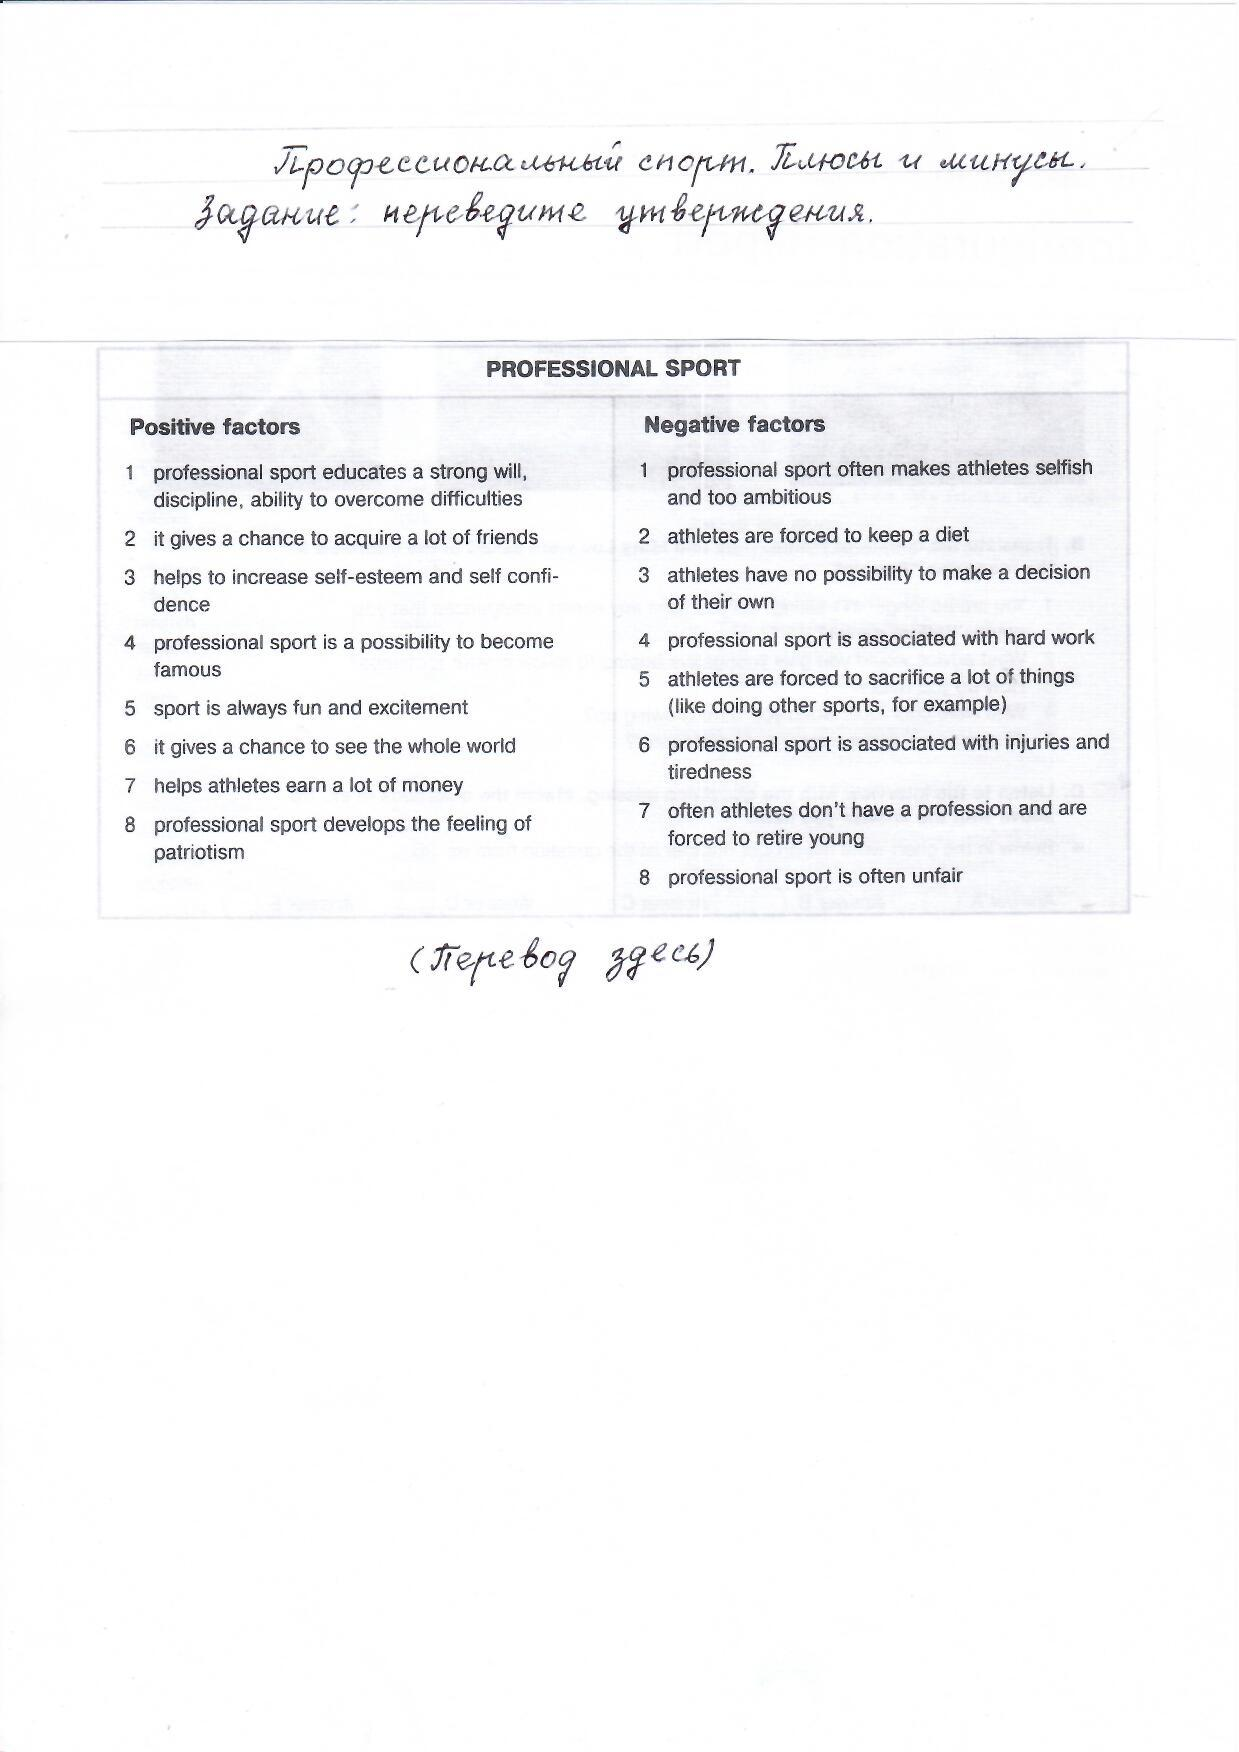 Профессиональный спорт. Плюсы и минусы.
Задание: переведите утверждения.
PROFESSIONAL SPORT
Positive factors
1 professional sport educates a strong will,
discipline, ability to overcome difficulties
2 it gives a chance to acquire a lot of friends
3 helps to increase self-esteem and self confi-
dence
4 professional sport is a possibility to become
famous
5 sport is always fun and excitement
6 it gives a chance to see the whole world
7 helps athletes earn a lot of money
8 professional sport develops the feeling of
patriotism
Negative factors
1 professional sport often makes athletes selfish
and too ambitious
2 athletes are forced to keep a diet
3 athletes have no possibility to make a decision
of their own
4 professional sport is associated with hard work
5 athletes are forced to sacrifice a lot of things
(like doing other sports, for example)
6 professional sport is associated with injuries and
tiredness
7 often athletes don't have a profession and are
forced to retire young
8 professional sport is often unfair
(Перевод здесь)